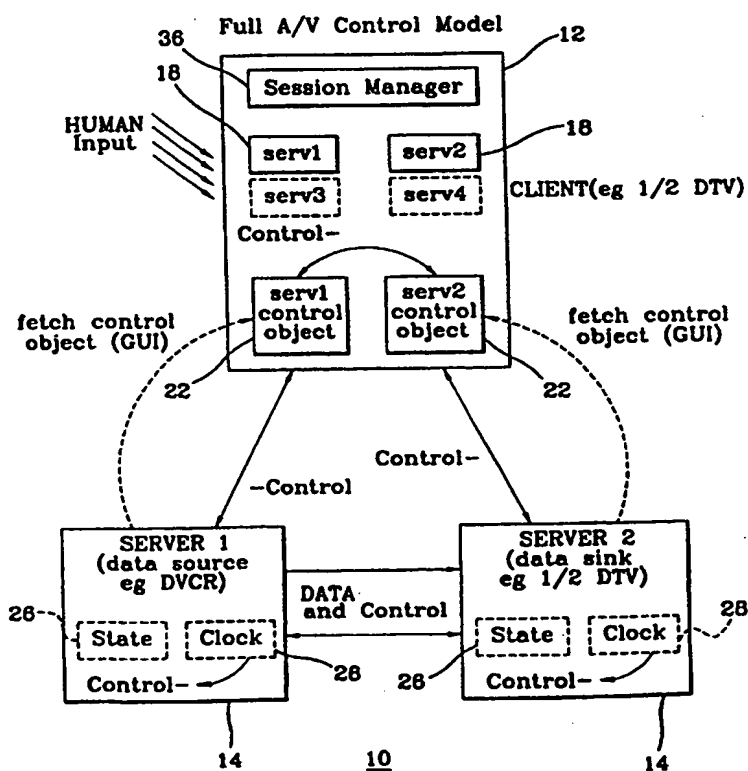 Full A/V Control Model
36
12
18
Session Manager
HUMAN
Input
18
serv1
serv2
serv3
serv4
CLIENT(eg 1/2 DTV)
Control-
serv1
control
object
serv2
control
object
fetch control
object (GUI)
fetch control
object (GUI)
22
22
Control-
-Control
SERVER 1
(data source
eg DVCR)
SERVER 2
(data sink
eg 1/2 DTV)
DATA
and Control
26
State
Clock
28
Control-
26
State
Clock
28
Control-
14
10
14